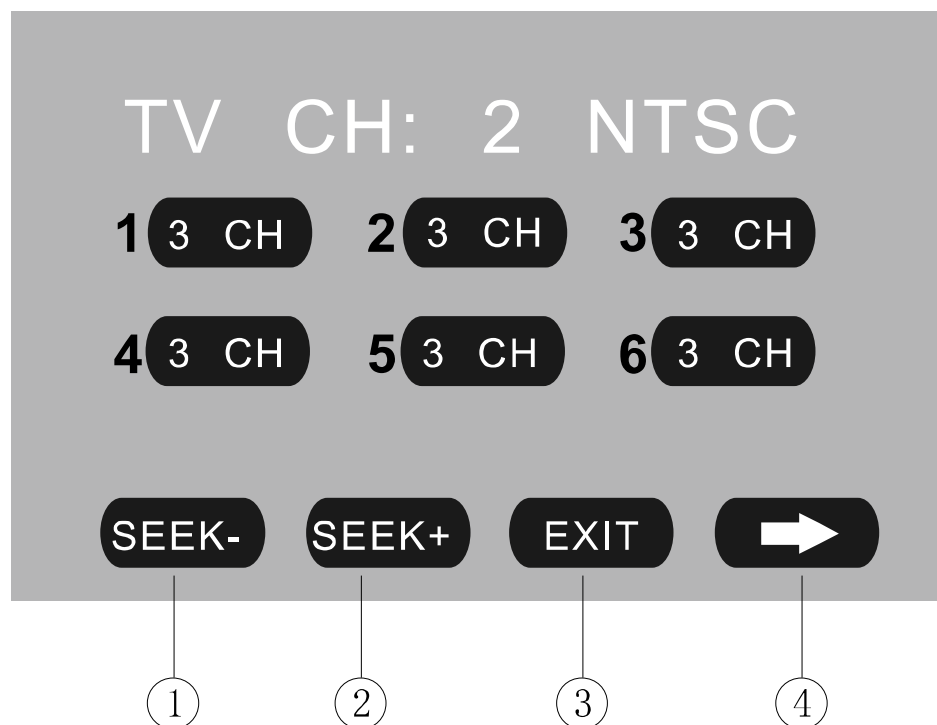 TV CH: 2 NTSC
1 3 CH 2 3 CH 3 3 CH
4 3 CH 5 3 CH 6 3 CH
SEEK- SEEK+ EXIT
1 2 3 4